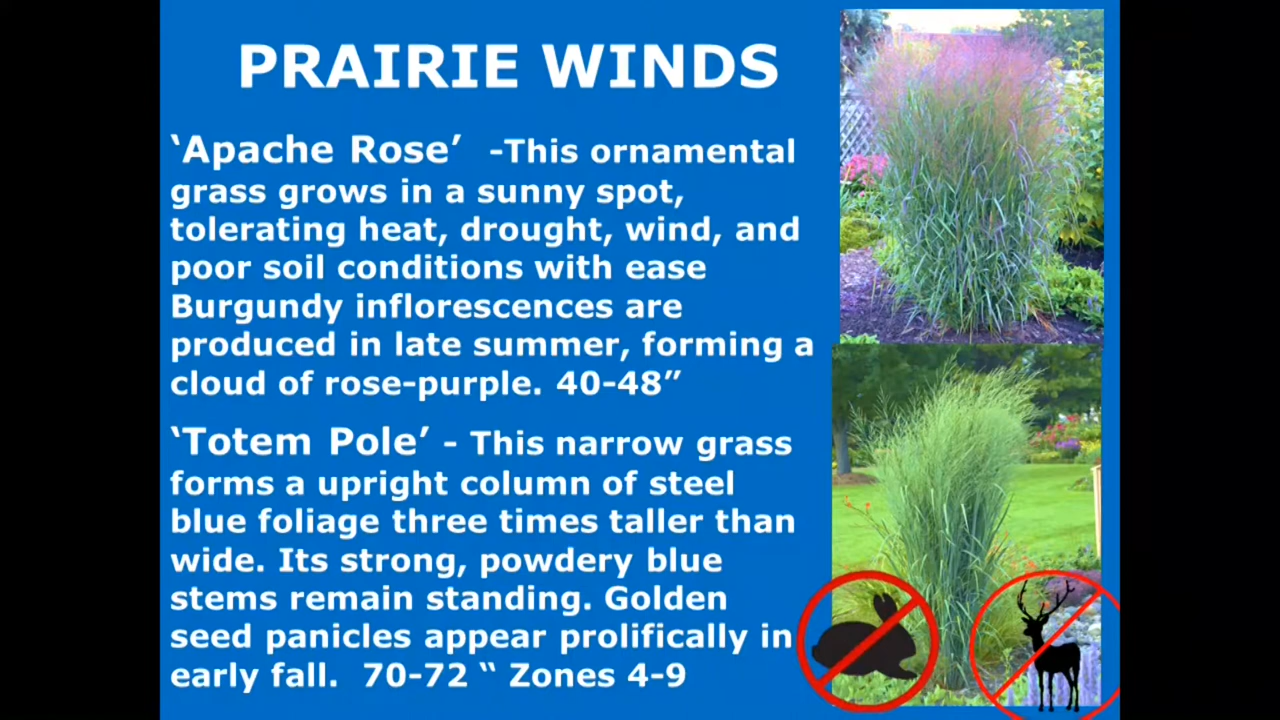 PRAIRIE WINDS
‘Apache Rose’ -This ornamental
grass grows in a sunny spot,
tolerating heat, drought, wind, and
poor soil conditions with ease
Burgundy inflorescences are
produced in late summer, forming a
cloud of rose-purple. 40-48”
‘Totem Pole’ - This narrow grass
forms a upright column of steel
blue foliage three times taller than
wide. Its strong, powdery blue
stems remain standing. Golden
seed panicles appear prolifically in
early fall. 70-72 “ Zones 4-9